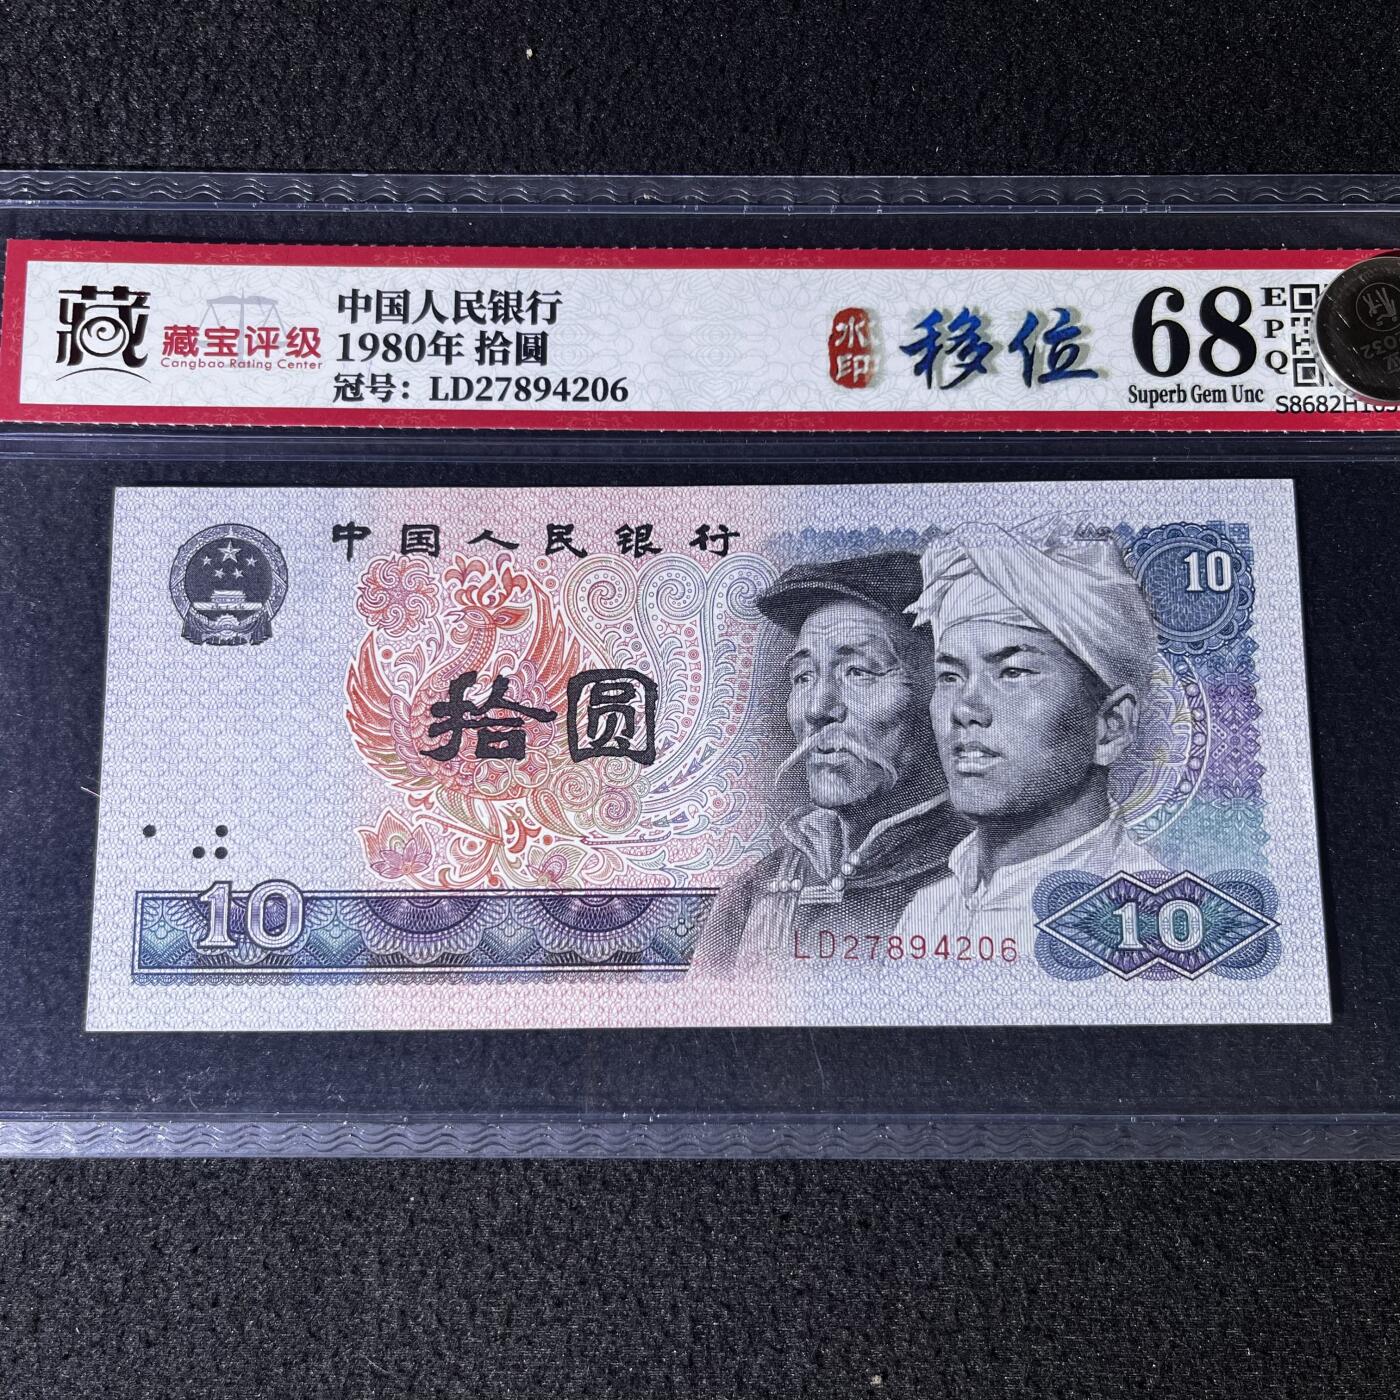 藏
藏宝评级
Cangbao Rating Center
中国人民银行
1980年 拾圆
冠号：LD27894206
水印
移位
68
EPQ
Superb Gem Unc
中国人民银行
10
拾圆
10
LD27894206
10